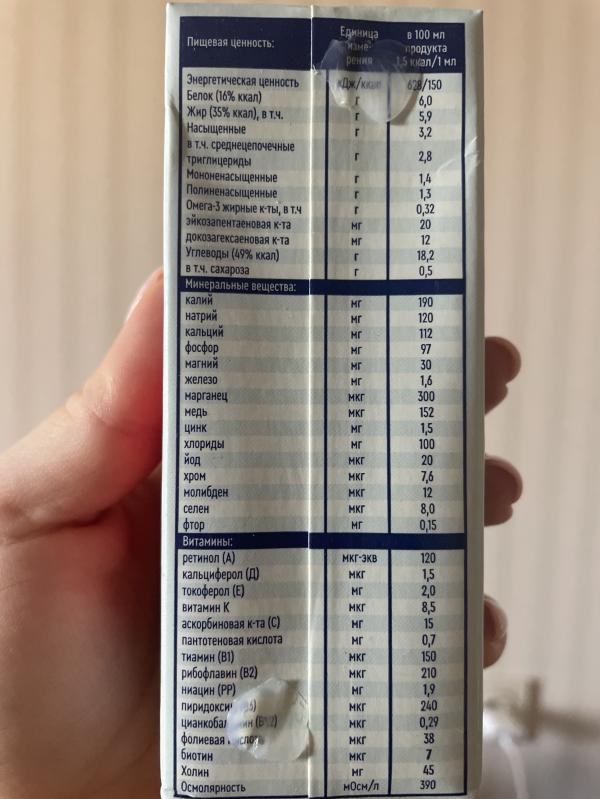 Пищевая ценность: Единица в 100 мл
изме- продукта
рения 1,5 ккал/1 мл
Энергетическая ценность кДж/ккал 628/150
Белок (16% ккал) г 6,0
Жир (35% ккал), в т.ч. г 5,9
Насыщенные г 3,2
в т.ч. среднецепочечные
триглицериды г 2,8
Мононенасыщенные г 1,4
Полиненасыщенные г 1,3
Омега-3 жирные к-ты, в т.ч г 0,32
эйкозапентаеновая к-та мг 20
докозагексаеновая к-та мг 12
Углеводы (49% ккал) г 18,2
в т.ч. сахароза г 0,5
Минеральные вещества:
калий мг 190
натрий мг 120
кальций мг 112
фосфор мг 97
магний мг 30
железо мг 1,6
марганец мкг 300
медь мкг 152
цинк мг 1,5
хлориды мг 100
йод мкг 20
хром мкг 7,6
молибден мкг 12
селен мкг 8,0
фтор мг 0,15
Витамины:
ретинол (А) мкг-экв 120
кальциферол (Д) мкг 1,5
токоферол (Е) мг 2,0
витамин К мкг 8,5
аскорбиновая к-та (С) мг 15
пантотеновая кислота мг 0,7
тиамин (В1) мкг 150
рибофлавин (В2) мкг 210
ниацин (РР) мг 1,9
пиридоксин (В6) мкг 240
цианкобаламин (В12) мкг 0,29
фолиевая кислота мкг 38
биотин мкг 7
Холин мг 45
Осмолярность мОсм/л 390